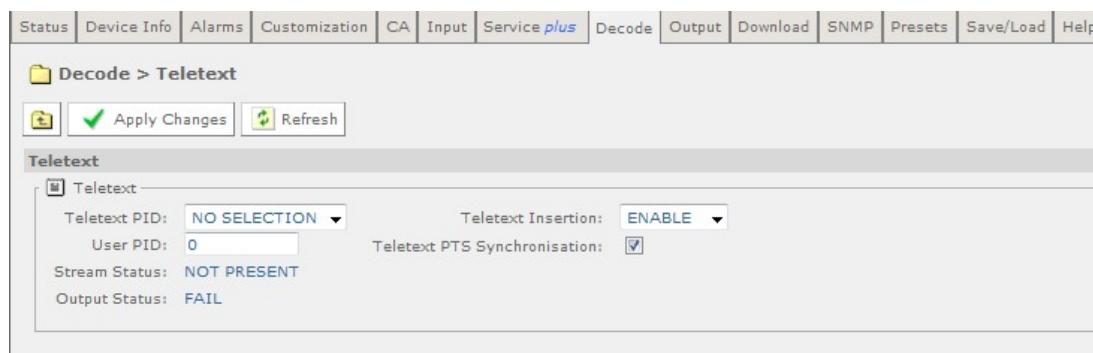 Status Device Info Alarms Customization CA Input Service plus Decode Output Download SNMP Presets Save/Load Help
Decode > Teletext
Apply Changes Refresh
Teletext
Teletext
Teletext PID: NO SELECTION Teletext Insertion: ENABLE
User PID: 0 Teletext PTS Synchronisation:
Stream Status: NOT PRESENT
Output Status: FAIL